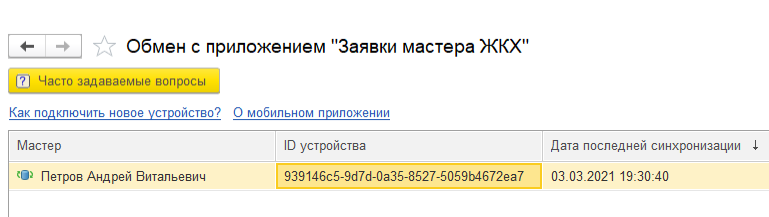 Обмен с приложением "Заявки мастера ЖКХ"
? Часто задаваемые вопросы
Как подключить новое устройство? О мобильном приложении
Мастер ID устройства Дата последней синхронизации ↓
Петров Андрей Витальевич 939146c5-9d7d-0a35-8527-5059b4672ea7 03.03.2021 19:30:40